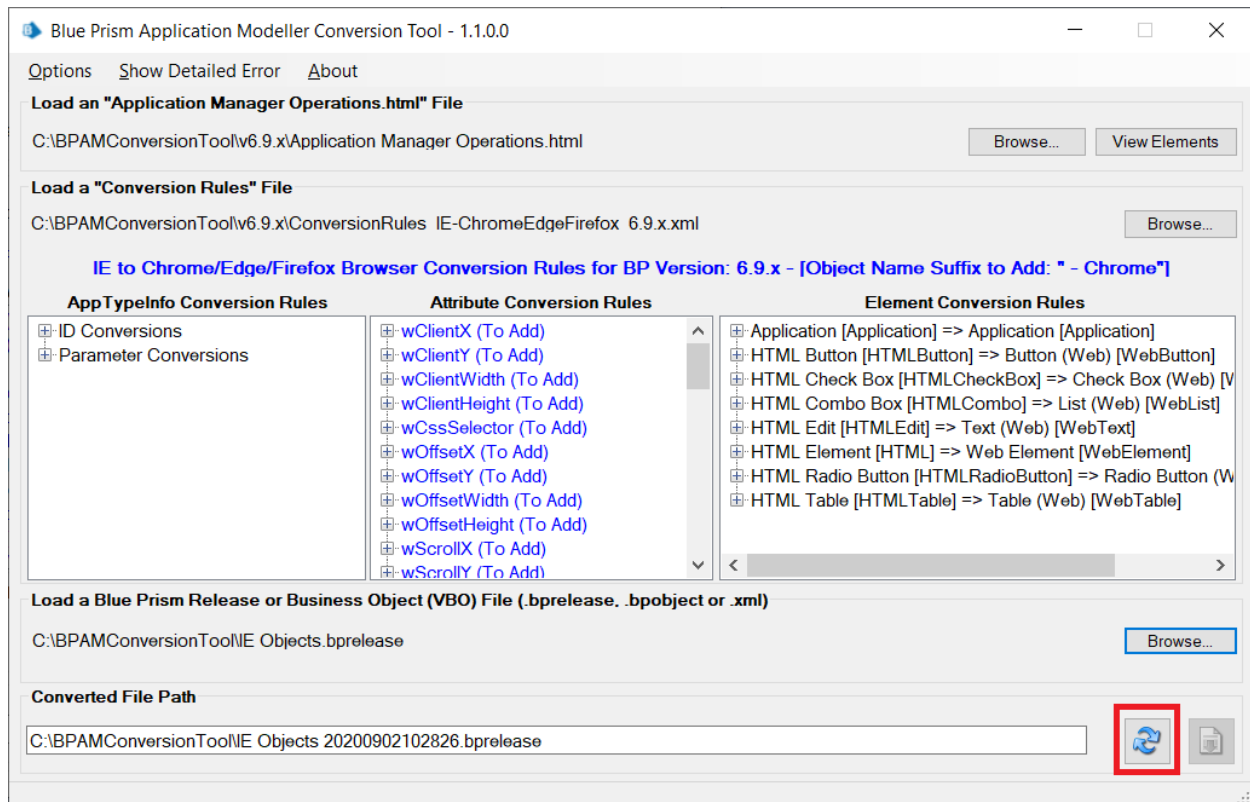 Blue Prism Application Modeller Conversion Tool - 1.1.0.0
Options Show Detailed Error About
Load an "Application Manager Operations.html" File
C:\BPAMConversionTool\v6.9.x\Application Manager Operations.html
Browse... View Elements
Load a "Conversion Rules" File
C:\BPAMConversionTool\v6.9.x\ConversionRules IE-ChromeEdgeFirefox 6.9.x.xml
Browse...
IE to Chrome/Edge/Firefox Browser Conversion Rules for BP Version: 6.9.x - [Object Name Suffix to Add: " - Chrome"]
AppTypeInfo Conversion Rules
ID Conversions
Parameter Conversions
Attribute Conversion Rules
wClientX (To Add)
wClientY (To Add)
wClientWidth (To Add)
wClientHeight (To Add)
wCssSelector (To Add)
wOffsetX (To Add)
wOffsetY (To Add)
wOffsetWidth (To Add)
wOffsetHeight (To Add)
wScrollX (To Add)
wScrollY (To Add)
Element Conversion Rules
Application [Application] => Application [Application]
HTML Button [HTMLButton] => Button (Web) [WebButton]
HTML Check Box [HTMLCheckBox] => Check Box (Web) [W
HTML Combo Box [HTMLCombo] => List (Web) [WebList]
HTML Edit [HTMLEdit] => Text (Web) [WebText]
HTML Element [HTML] => Web Element [WebElement]
HTML Radio Button [HTMLRadioButton] => Radio Button (W
HTML Table [HTMLTable] => Table (Web) [WebTable]
Load a Blue Prism Release or Business Object (VBO) File (.bprelease, .bpobject or .xml)
C:\BPAMConversionTool\IE Objects.bprelease
Browse...
Converted File Path
C:\BPAMConversionTool\IE Objects 20200902102826.bprelease